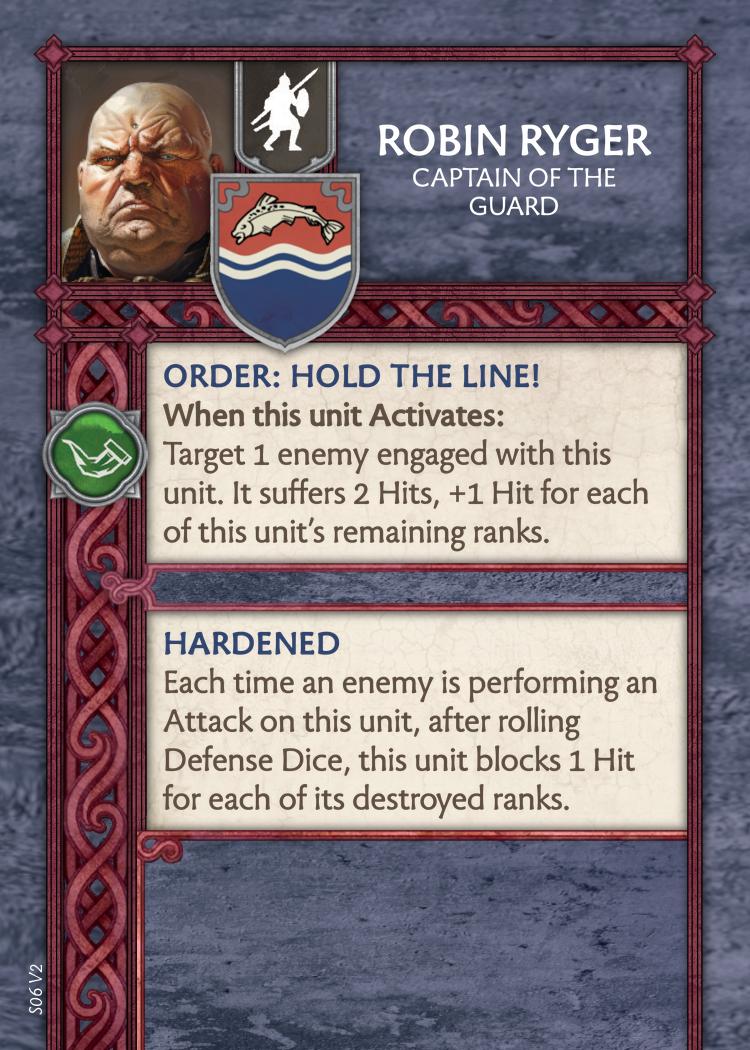 ROBIN RYGER
CAPTAIN OF THE
GUARD
ORDER: HOLD THE LINE!
When this unit Activates:
Target 1 enemy engaged with this
unit. It suffers 2 Hits, +1 Hit for each
of this unit's remaining ranks.
HARDENED
Each time an enemy is performing an
Attack on this unit, after rolling
Defense Dice, this unit blocks 1 Hit
for each of its destroyed ranks.
S06 V2